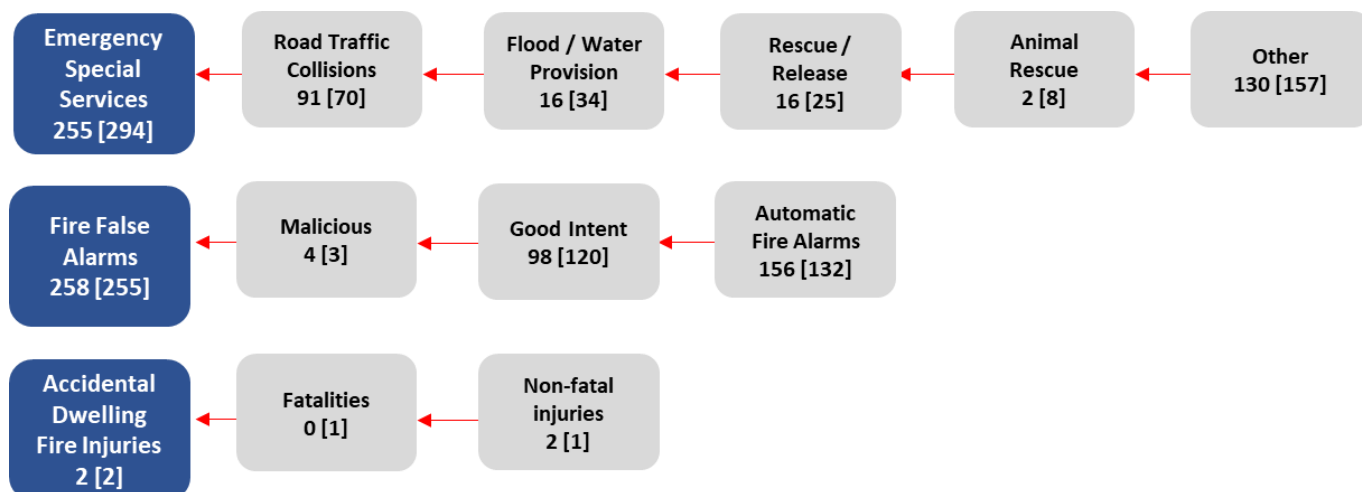 Emergency
Special
Services
255 [294]
Road Traffic
Collisions
91 [70]
Flood / Water
Provision
16 [34]
Rescue /
Release
16 [25]
Animal
Rescue
2 [8]
Other
130 [157]
Fire False
Alarms
258 [255]
Malicious
4 [3]
Good Intent
98 [120]
Automatic
Fire Alarms
156 [132]
Accidental
Dwelling
Fire Injuries
2 [2]
Fatalities
0 [1]
Non-fatal
injuries
2 [1]